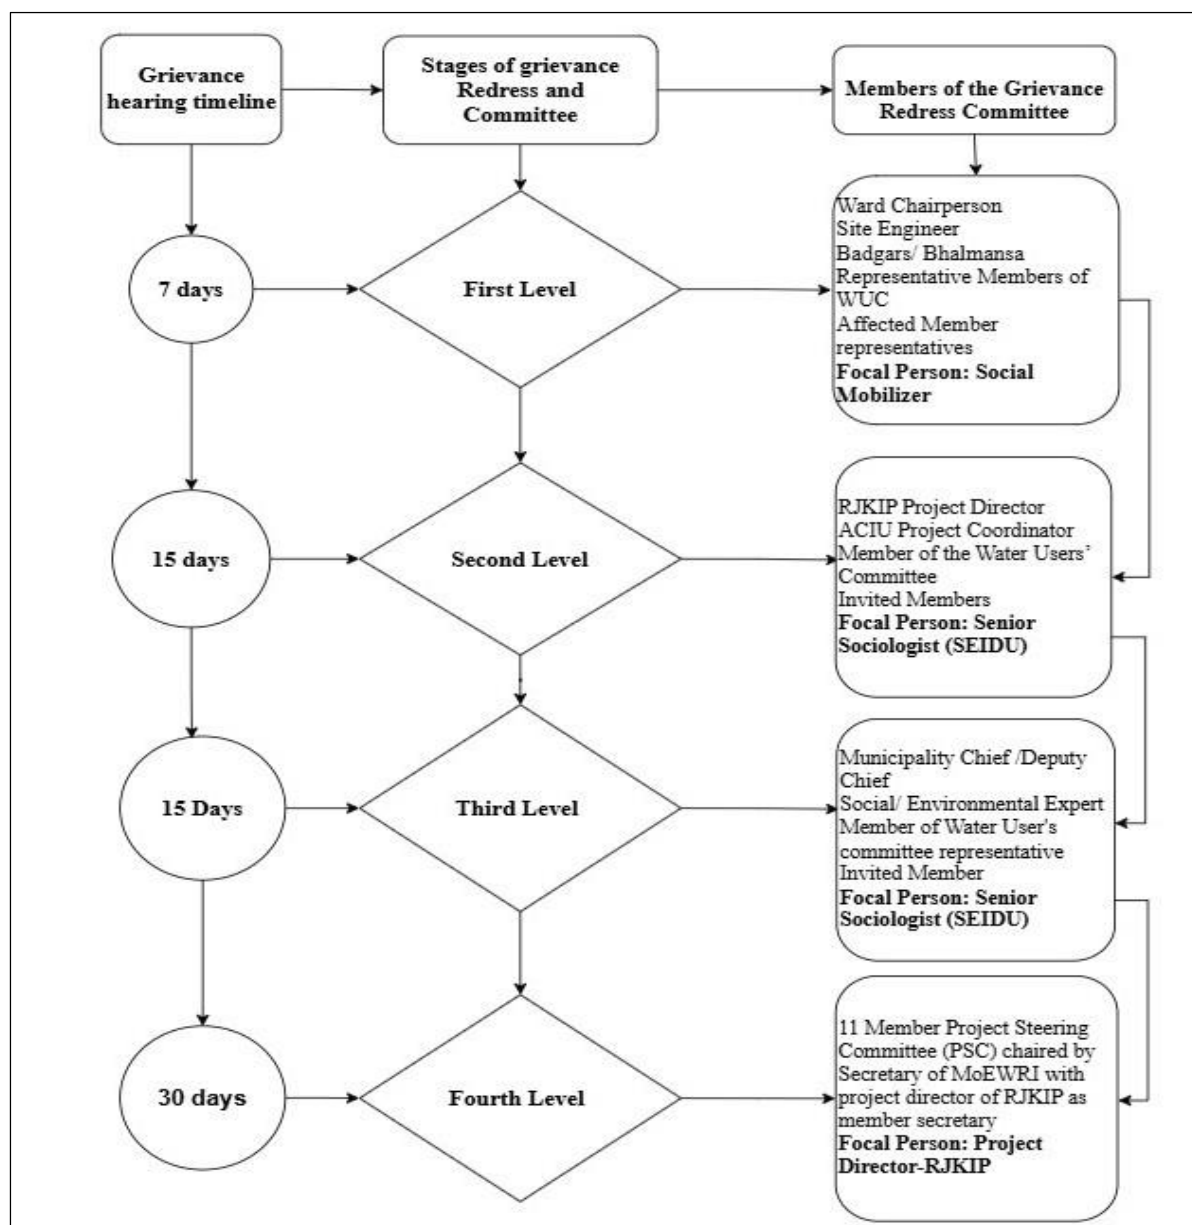 Grievance
hearing timeline
Stages of grievance
Redress and
Committee
Members of the Grievance
Redress Committee
7 days
First Level
Ward Chairperson
Site Engineer
Badgars/ Bhalmansa
Representative Members of
WUC
Affected Member
representatives
Focal Person: Social
Mobilizer
15 days
Second Level
RJKIP Project Director
ACIU Project Coordinator
Member of the Water Users’
Committee
Invited Members
Focal Person: Senior
Sociologist (SEIDU)
15 Days
Third Level
Municipality Chief /Deputy
Chief
Social/ Environmental Expert
Member of Water User's
committee representative
Invited Member
Focal Person: Senior
Sociologist (SEIDU)
30 days
Fourth Level
11 Member Project Steering
Committee (PSC) chaired by
Secretary of MoEWRI with
project director of RJKIP as
member secretary
Focal Person: Project
Director-RJKIP